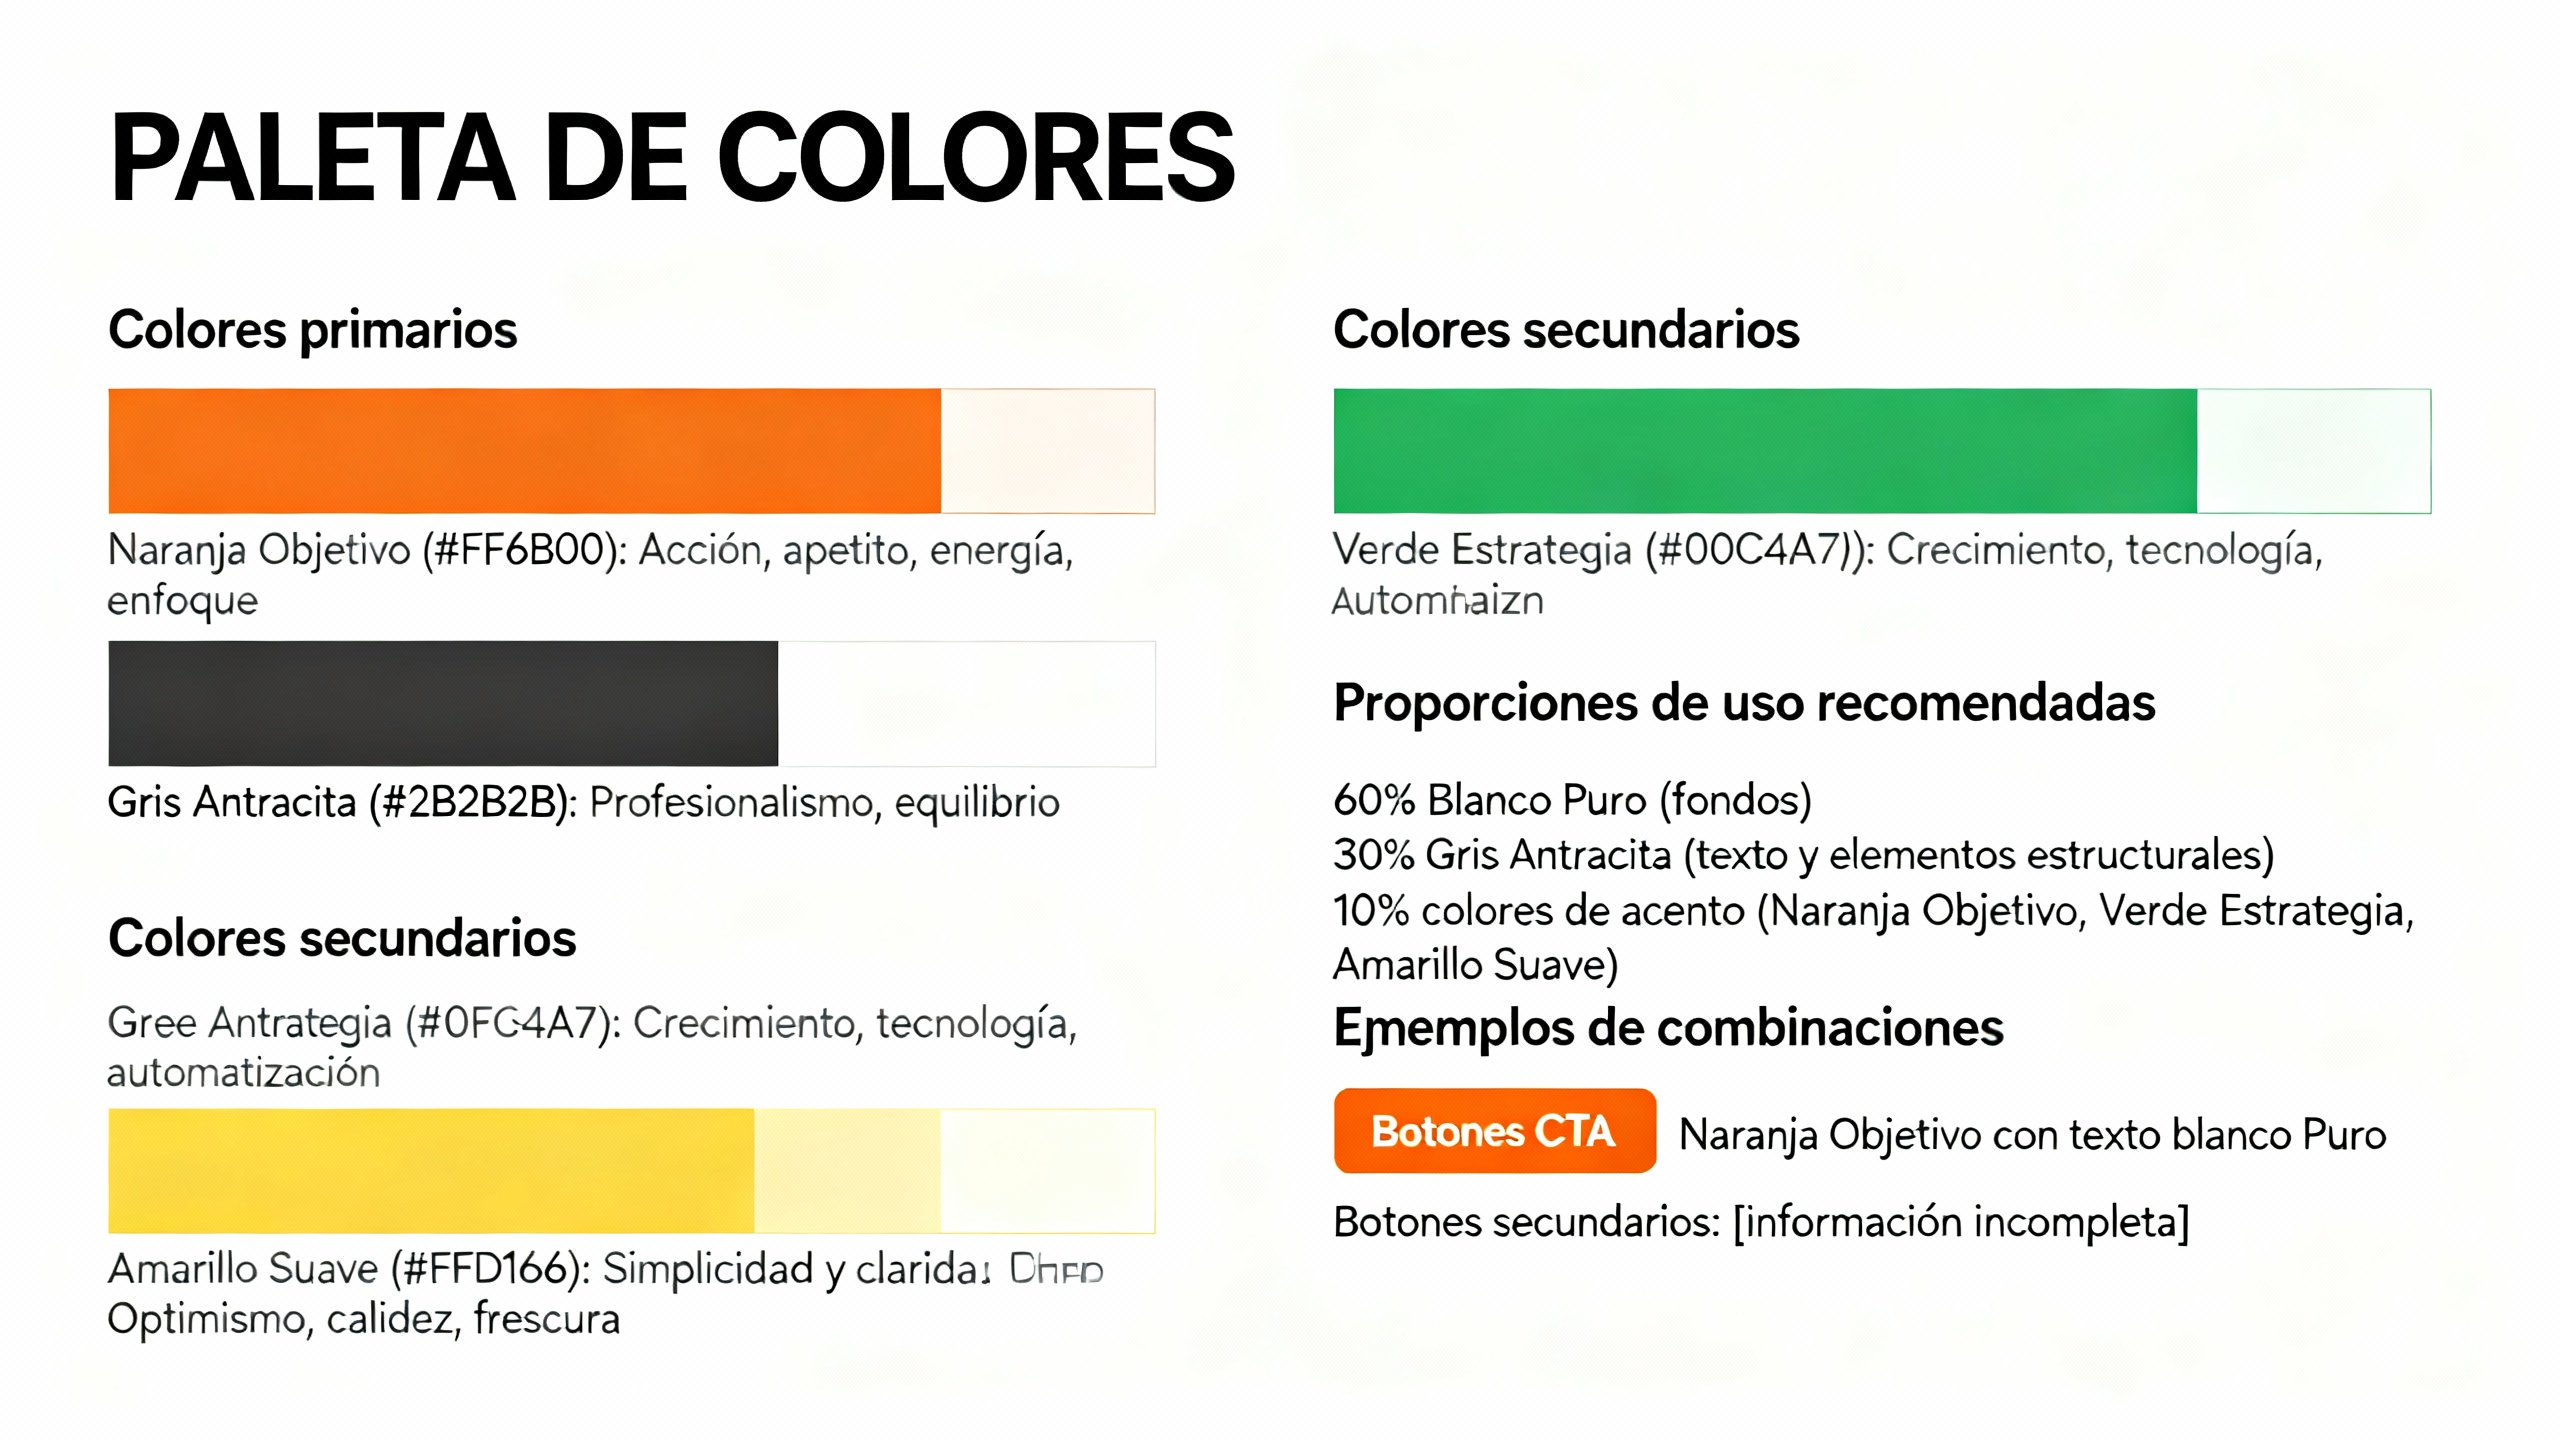 PALETA DE COLORES
Colores primarios
Naranja Objetivo (#FF6B00): Acción, apetito, energía,
enfoque
Gris Antracita (#2B2B2B): Profesionalismo, equilibrio
Colores secundarios
Gree Antrategia (#0FC4A7): Crecimiento, tecnología,
automatización
Amarillo Suave (#FFD166): Simplicidad y clarida:
Optimismo, calidez, frescura
Colores secundarios
Verde Estrategia (#00C4A7)): Crecimiento, tecnología,
Proporciones de uso recomendadas
60% Blanco Puro (fondos)
30% Gris Antracita (texto y elementos estructurales)
10% colores de acento (Naranja Objetivo, Verde Estrategia,
Amarillo Suave)
Ejmemplos de combinaciones
Botones CTA Naranja Objetivo con texto blanco Puro
Botones secundarios: [información incompleta]